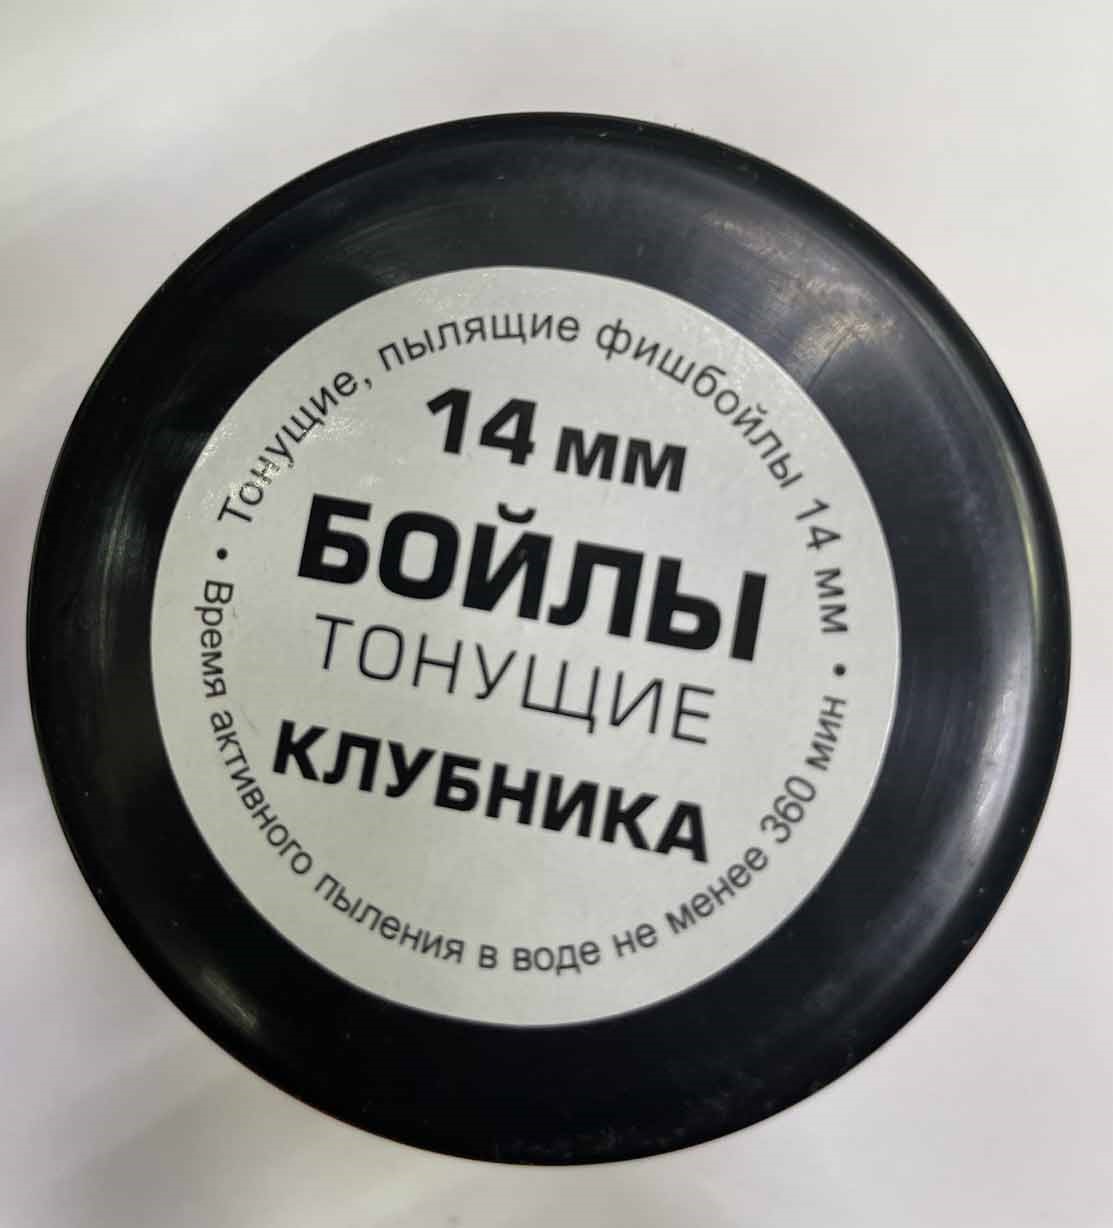 Тонущие, пылящие фишбойлы 14 мм
14 мм
БОЙЛЫ
ТОНУЩИЕ
КЛУБНИКА
• Время активного пыления в воде не менее 360 мин •